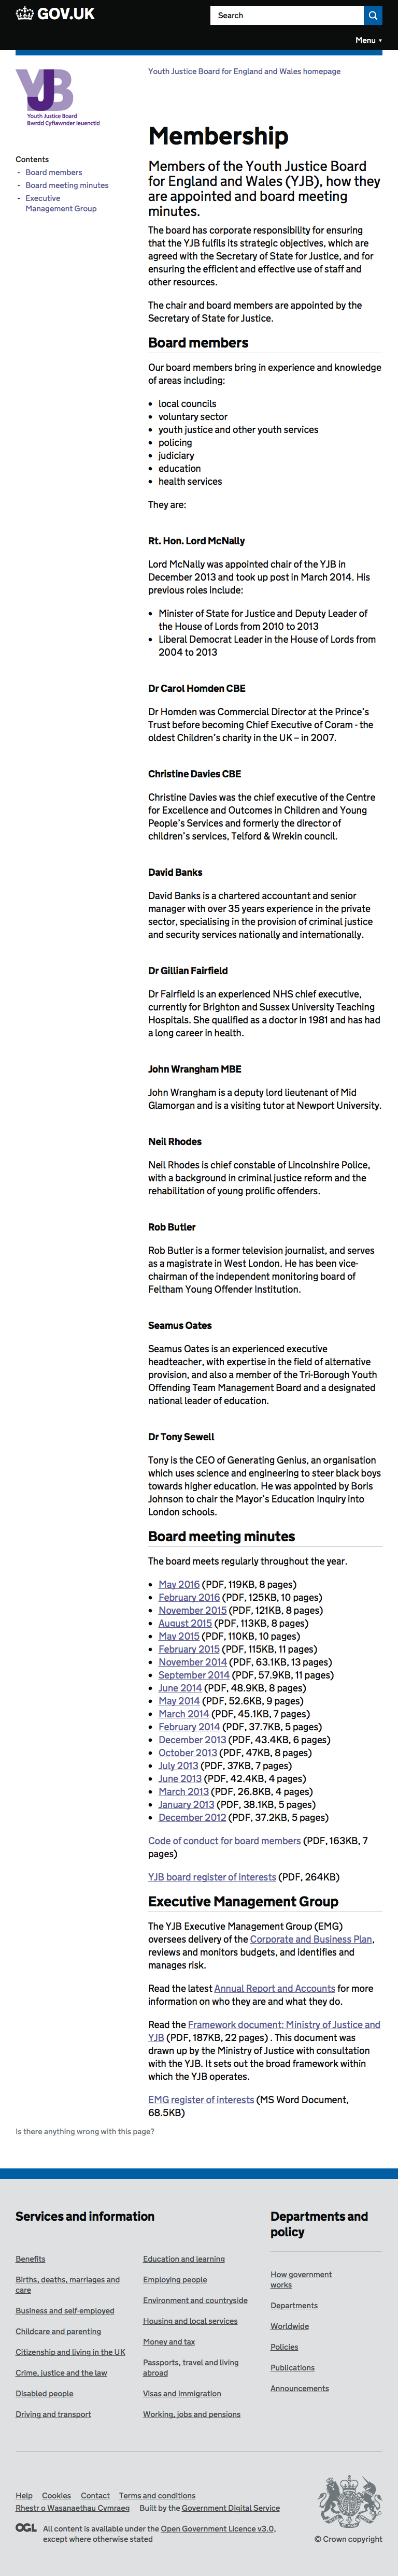 GOV.UK
Search
Menu ▾
Youth Justice Board
Bwrdd Cyfiawnder Ieuenctid
Youth Justice Board for England and Wales homepage
Membership
Contents
- Board members
- Board meeting minutes
- Executive
Management Group
Members of the Youth Justice Board
for England and Wales (YJB), how they
are appointed and board meeting
minutes.
The board has corporate responsibility for ensuring
that the YJB fulfils its strategic objectives, which are
agreed with the Secretary of State for Justice, and for
ensuring the efficient and effective use of staff and
other resources.
The chair and board members are appointed by the
Secretary of State for Justice.
Board members
Our board members bring in experience and knowledge
of areas including:
• local councils
• voluntary sector
• youth justice and other youth services
• policing
• judiciary
• education
• health services
They are:
Rt. Hon. Lord McNally
Lord McNally was appointed chair of the YJB in
December 2013 and took up post in March 2014. His
previous roles include:
• Minister of State for Justice and Deputy Leader of
the House of Lords from 2010 to 2013
• Liberal Democrat Leader in the House of Lords from
2004 to 2013
Dr Carol Homden CBE
Dr Homden was Commercial Director at the Prince's
Trust before becoming Chief Executive of Coram - the
oldest Children's charity in the UK – in 2007.
Christine Davies CBE
Christine Davies was the chief executive of the Centre
for Excellence and Outcomes in Children and Young
People's Services and formerly the director of
children's services, Telford & Wrekin council.
David Banks
David Banks is a chartered accountant and senior
manager with over 35 years experience in the private
sector, specialising in the provision of criminal justice
and security services nationally and internationally.
Dr Gillian Fairfield
Dr Fairfield is an experienced NHS chief executive,
currently for Brighton and Sussex University Teaching
Hospitals. She qualified as a doctor in 1981 and has had
a long career in health.
John Wrangham MBE
John Wrangham is a deputy lord lieutenant of Mid
Glamorgan and is a visiting tutor at Newport University.
Neil Rhodes
Neil Rhodes is chief constable of Lincolnshire Police,
with a background in criminal justice reform and the
rehabilitation of young prolific offenders.
Rob Butler
Rob Butler is a former television journalist, and serves
as a magistrate in West London. He has been vice-
chairman of the independent monitoring board of
Feltham Young Offender Institution.
Seamus Oates
Seamus Oates is an experienced executive
headteacher, with expertise in the field of alternative
provision, and also a member of the Tri-Borough Youth
Offending Team Management Board and a designated
national leader of education.
Dr Tony Sewell
Tony is the CEO of Generating Genius, an organisation
which uses science and engineering to steer black boys
towards higher education. He was appointed by Boris
Johnson to chair the Mayor's Education Inquiry into
London schools.
Board meeting minutes
The board meets regularly throughout the year.
• May 2016 (PDF, 119KB, 8 pages)
• February 2016 (PDF, 125KB, 10 pages)
• November 2015 (PDF, 121KB, 8 pages)
• August 2015 (PDF, 113KB, 8 pages)
• May 2015 (PDF, 110KB, 10 pages)
• February 2015 (PDF, 115KB, 11 pages)
• November 2014 (PDF, 63.1KB, 13 pages)
• September 2014 (PDF, 57.9KB, 11 pages)
• June 2014 (PDF, 48.9KB, 8 pages)
• May 2014 (PDF, 52.6KB, 9 pages)
• March 2014 (PDF, 45.1KB, 7 pages)
• February 2014 (PDF, 37.7KB, 5 pages)
• December 2013 (PDF, 43.4KB, 6 pages)
• October 2013 (PDF, 47KB, 8 pages)
• July 2013 (PDF, 37KB, 7 pages)
• June 2013 (PDF, 42.4KB, 4 pages)
• March 2013 (PDF, 26.8KB, 4 pages)
• January 2013 (PDF, 38.1KB, 5 pages)
• December 2012 (PDF, 37.2KB, 5 pages)
Code of conduct for board members (PDF, 163KB, 7
pages)
YJB board register of interests (PDF, 264KB)
Executive Management Group
The YJB Executive Management Group (EMG)
oversees delivery of the Corporate and Business Plan,
reviews and monitors budgets, and identifies and
manages risk.
Read the latest Annual Report and Accounts for more
information on who they are and what they do.
Read the Framework document: Ministry of Justice and
YJB (PDF, 187KB, 22 pages) . This document was
drawn up by the Ministry of Justice with consultation
with the YJB. It sets out the broad framework within
which the YJB operates.
EMG register of interests (MS Word Document,
68.5KB)
Is there anything wrong with this page?
Services and information
Benefits
Births, deaths, marriages and
care
Business and self-employed
Childcare and parenting
Citizenship and living in the UK
Crime, justice and the law
Disabled people
Driving and transport
Education and learning
Employing people
Environment and countryside
Housing and local services
Money and tax
Passports, travel and living
abroad
Visas and immigration
Working, jobs and pensions
Departments and
policy
How government
works
Departments
Worldwide
Policies
Publications
Announcements
Help Cookies Contact Terms and conditions
Rhestr o Wasanaethau Cymraeg Built by the Government Digital Service
OGL All content is available under the Open Government Licence v3.0,
except where otherwise stated
© Crown copyright